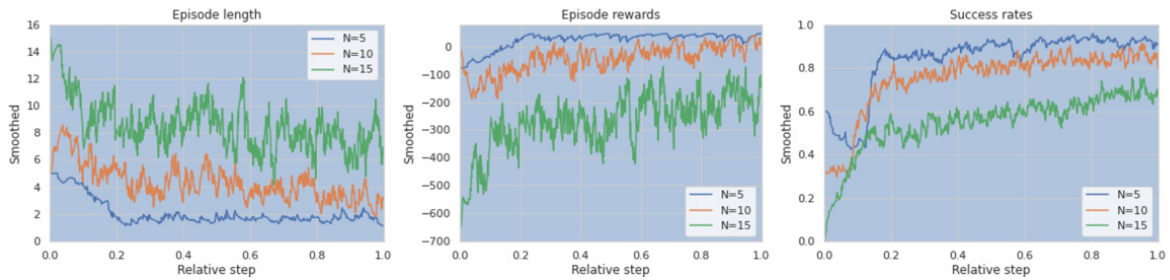 Episode length
Smoothed
16
14
12
10
8
6
4
2
0
N=5
N=10
N=15
0.0 0.2 0.4 0.6 0.8 1.0
Relative step
Episode rewards
Smoothed
0
−100
−200
−300
−400
−500
−600
−700
N=5
N=10
N=15
0.0 0.2 0.4 0.6 0.8 1.0
Relative step
Success rates
Smoothed
1.0
0.8
0.6
0.4
0.2
0.0
N=5
N=10
N=15
0.0 0.2 0.4 0.6 0.8 1.0
Relative step